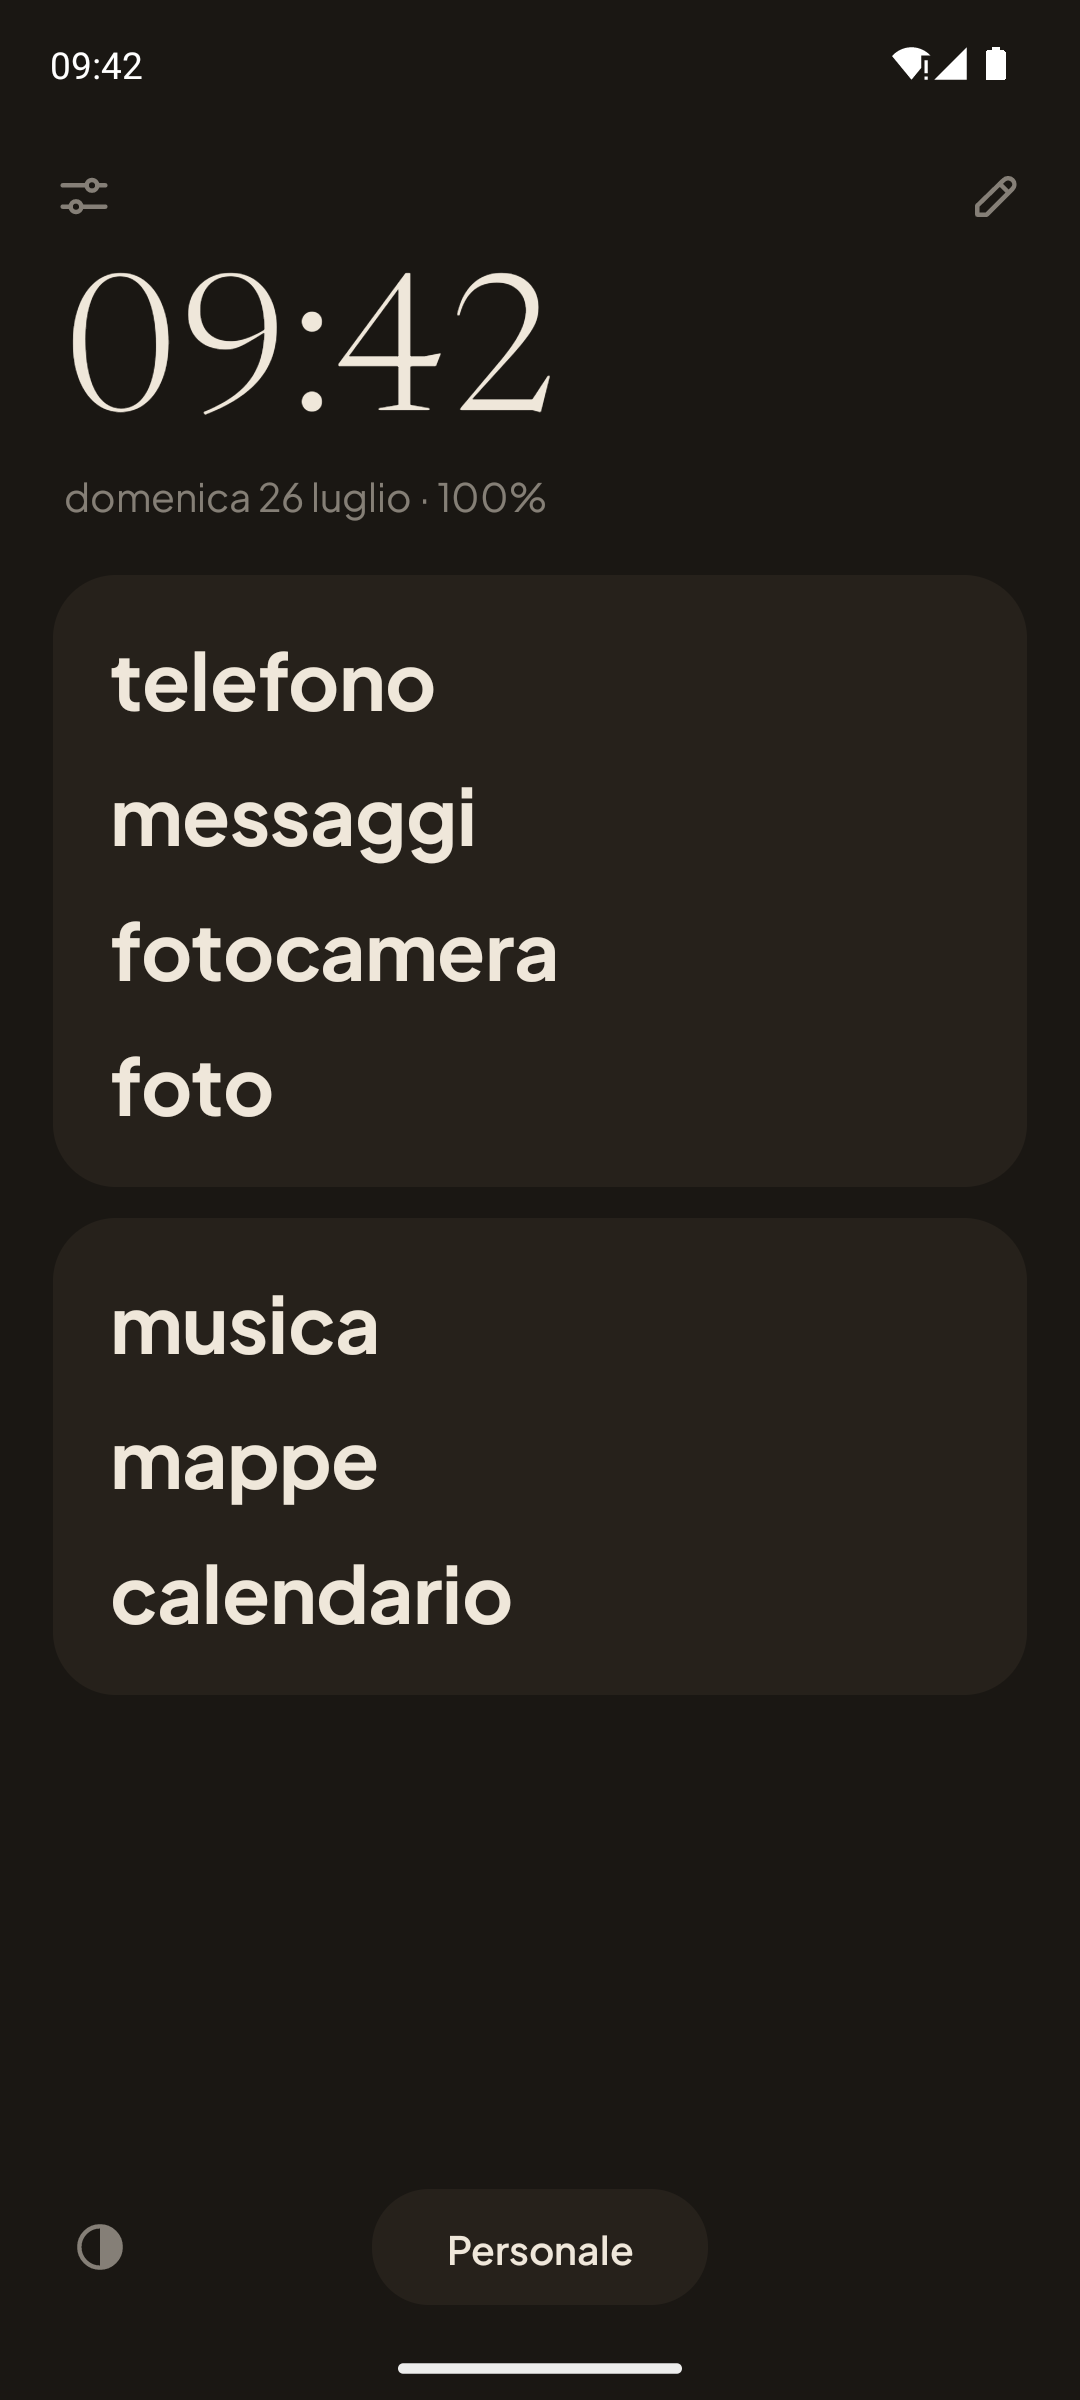 09:42
09:42
domenica 26 luglio · 100%
telefono
messaggi
fotocamera
foto
musica
mappe
calendario
Personale